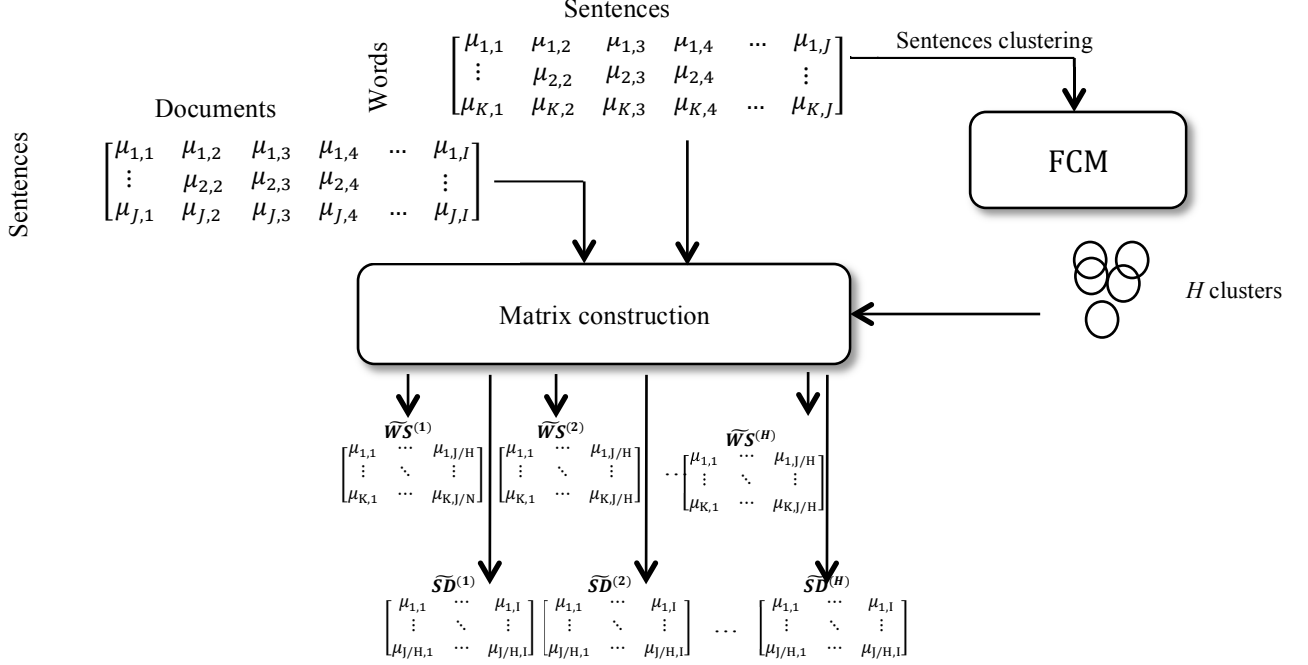 Sentences
Words
μ1,1 μ1,2 μ1,3 μ1,4 ... μ1,J
⋮ μ2,2 μ2,3 μ2,4 ⋮
μK,1 μK,2 μK,3 μK,4 ... μK,J
Sentences clustering
FCM
Documents
Sentences
μ1,1 μ1,2 μ1,3 μ1,4 ... μ1,I
⋮ μ2,2 μ2,3 μ2,4 ⋮
μJ,1 μJ,2 μJ,3 μJ,4 ... μJ,I
Matrix construction
H clusters
W͂S(1)
μ1,1 ⋯ μ1,J/H
⋮ ⋱ ⋮
μK,1 ⋯ μK,J/N
W͂S(2)
μ1,1 ⋯ μ1,J/H
⋮ ⋱ ⋮
μK,1 ⋯ μK,J/H
...
W͂S(H)
μ1,1 ⋯ μ1,J/H
⋮ ⋱ ⋮
μK,1 ⋯ μK,J/H
S͂D(1)
μ1,1 ⋯ μ1,I
⋮ ⋱ ⋮
μJ/H,1 ⋯ μJ/H,I
S͂D(2)
μ1,1 ⋯ μ1,I
⋮ ⋱ ⋮
μJ/H,1 ⋯ μJ/H,I
...
S͂D(H)
μ1,1 ⋯ μ1,I
⋮ ⋱ ⋮
μJ/H,1 ⋯ μJ/H,I